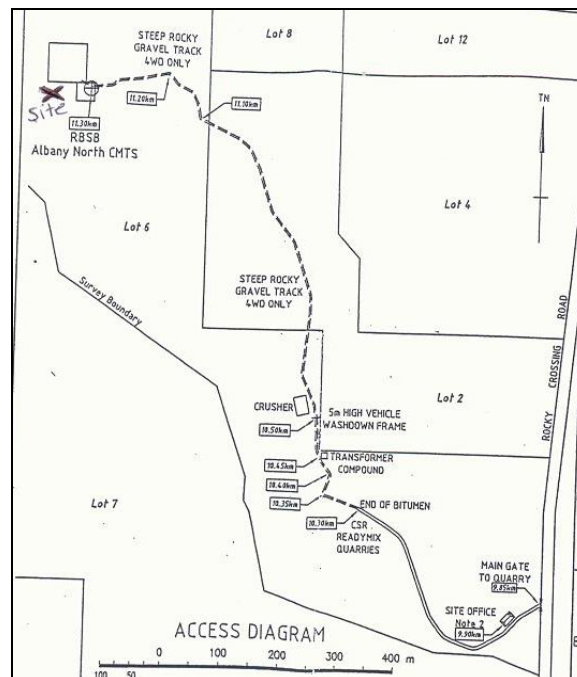 Lot 8
Lot 12
STEEP ROCKY
GRAVEL TRACK
4WD ONLY
TN
site
11.20km
11.10km
11.30km
RBSB
Albany North CMTS
Lot 6
Lot 4
Survey Boundary
STEEP ROCKY
GRAVEL TRACK
4WD ONLY
ROCKY CROSSING ROAD
CRUSHER
5m HIGH VEHICLE
WASHDOWN FRAME
10.50km
Lot 2
10.45km
TRANSFORMER
COMPOUND
10.40km
10.35km
END OF BITUMEN
10.30km
CSR
READYMIX
QUARRIES
Lot 7
MAIN GATE
TO QUARRY
9.85km
SITE OFFICE
Note 2
9.90km
ACCESS DIAGRAM
100 50 0 100 200 300 400 m